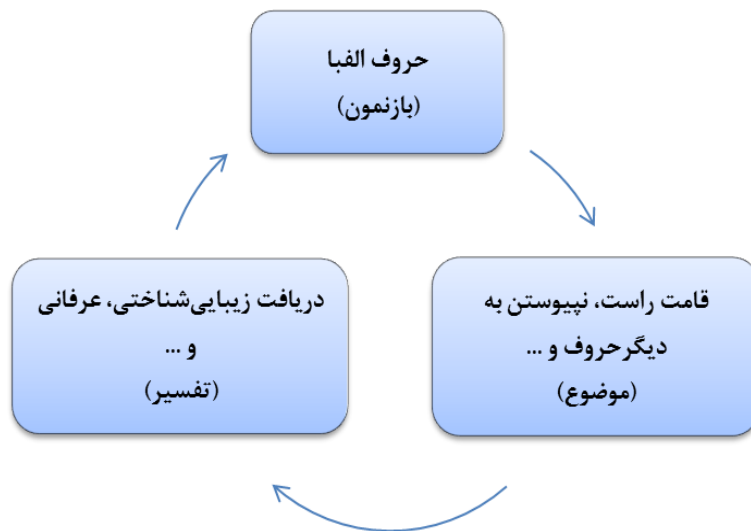 حروف الفبا
(بازنمون)
قامت راست، نپیوستن به
دیگرحروف و ...
(موضوع)
دریافت زیبایی‌شناختی، عرفانی
و ...
(تفسیر)